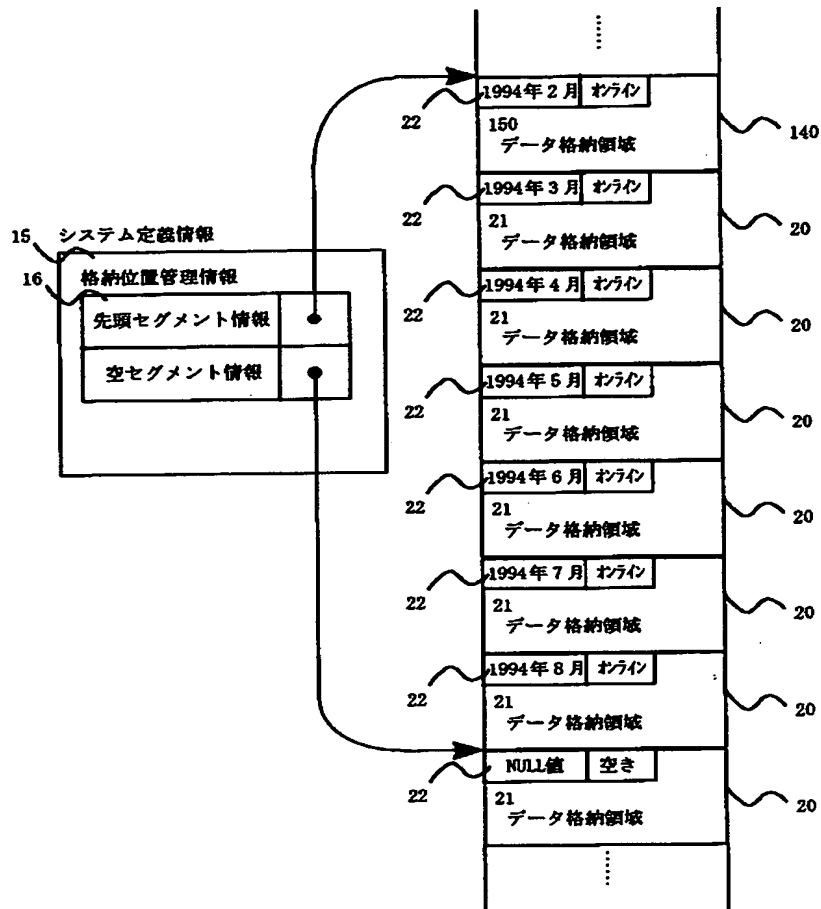 1994年2月 オンライン
22
150
データ格納領域
140
1994年3月 オンライン
22
21
データ格納領域
20
15 システム定義情報
16 格納位置管理情報
先頭セグメント情報
空セグメント情報
1994年4月 オンライン
22
21
データ格納領域
20
1994年5月 オンライン
22
21
データ格納領域
20
1994年6月 オンライン
22
21
データ格納領域
20
1994年7月 オンライン
22
21
データ格納領域
20
1994年8月 オンライン
22
21
データ格納領域
20
NULL値 空き
22
21
データ格納領域
20